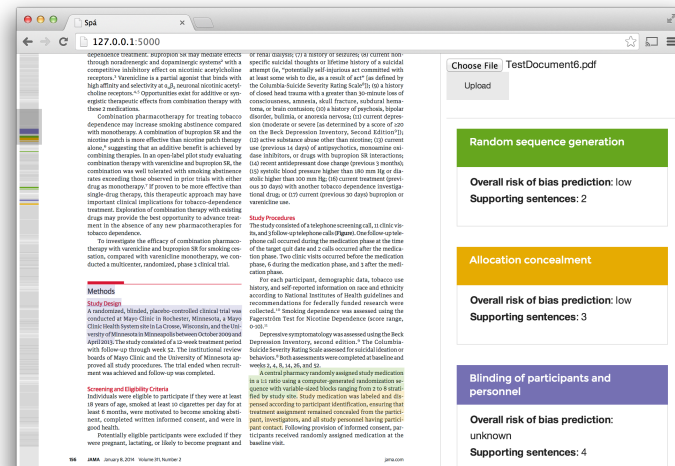 Spá
127.0.0.1:5000
dependence treatment. Bupropion SR may mediate effects
through noradrenergic and dopaminergic systems² with a
competitive inhibitory effect on nicotinic acetylcholine
receptors.³ Varenicline is a partial agonist that binds with
high affinity and selectivity at α₄β₂ neuronal nicotinic acetyl-
choline receptors.⁴,⁵ Opportunities exist for additive or syn-
ergistic therapeutic effects from combination therapy with
these 2 medications.
Combination pharmacotherapy for treating tobacco
dependence may increase smoking abstinence compared
with monotherapy. A combination of bupropion SR and the
nicotine patch is more effective than nicotine patch therapy
alone,⁶ suggesting that an additive benefit is achieved by
combining therapies. In an open-label pilot study evaluating
combination therapy with varenicline and bupropion SR, the
combination was well tolerated with smoking abstinence
rates exceeding those observed in prior trials with either
drug as monotherapy.⁷ If proven to be more effective than
single-drug therapy, this therapeutic approach may have
important clinical implications for tobacco-dependence
treatment. Exploration of combination therapy with existing
drugs may provide the best opportunity to advance treat-
ment in the absence of any new pharmacotherapies for
tobacco dependence.
To investigate the efficacy of combination pharmaco-
therapy with varenicline and bupropion SR for smoking ces-
sation, compared with varenicline monotherapy, we con-
ducted a multicenter, randomized, phase 3 clinical trial.
Methods
Study Design
A randomized, blinded, placebo-controlled clinical trial was
conducted at Mayo Clinic in Rochester, Minnesota, a Mayo
Clinic Health System site in La Crosse, Wisconsin, and the Uni-
versity of Minnesota in Minneapolis between October 2009 and
April 2013. The study consisted of a 12-week treatment period
with follow-up through week 52. The institutional review
boards of Mayo Clinic and the University of Minnesota ap-
proved all study procedures. The trial ended when recruit-
ment was achieved and follow-up was completed.
Screening and Eligibility Criteria
Individuals were eligible to participate if they were at least
18 years of age, smoked at least 10 cigarettes per day for at
least 6 months, were motivated to become smoking absti-
nent, completed written informed consent, and were in
good health.
Potentially eligible participants were excluded if they
were pregnant, lactating, or likely to become pregnant and
of renal dialysis; (7) a history of seizures; (8) current non-
specific suicidal thoughts or lifetime history of a suicidal
attempt (ie, "potentially self-injurious act committed with
at least some wish to die, as a result of act" [as defined by
the Columbia-Suicide Severity Rating Scale⁸]); (9) a history
of closed head trauma with a greater than 30-minute loss of
consciousness, amnesia, skull fracture, subdural hema-
toma, or brain contusion; (10) a history of psychosis, bipolar
disorder, bulimia, or anorexia nervosa; (11) current depres-
sion (moderate or severe [as determined by a score of ≥20
on the Beck Depression Inventory, Second Edition⁹]);
(12) active substance abuse other than nicotine; (13) current
use (previous 14 days) of antipsychotics, monoamine oxi-
dase inhibitors, or drugs with bupropion SR interactions;
(14) recent antidepressant dose change (previous 3 months);
(15) systolic blood pressure higher than 180 mm Hg or dia-
stolic higher than 100 mm Hg; (16) current treatment (previ-
ous 30 days) with another tobacco dependence investiga-
tional drug; or (17) current (previous 30 days) bupropion or
varenicline use.
Study Procedures
The study consisted of a telephone screening call, 11 clinic vis-
its, and 3 follow-up telephone calls (Figure). One follow-up tele-
phone call occurred during the medication phase at the time
of the target quit date and 2 calls occurred after the medica-
tion phase. Two clinic visits occurred before the medication
phase, 6 during the medication phase, and 2 after the medi-
cation phase.
For each participant, demographic data, tobacco use
history, and self-reported information on race and ethnicity
according to National Institutes of Health guidelines and
recommendations for federally funded research were
collected.¹⁰ Smoking dependence was assessed using the
Fagerström Test for Nicotine Dependence (score range,
0-10).¹¹
Depressive symptomatology was assessed using the Beck
Depression Inventory, second edition.⁹ The Columbia-
Suicide Severity Rating Scale assessed for suicidal ideation or
behaviors.⁸ Both assessments were completed at baseline and
weeks 2, 4, 8, 14, 26, and 52.
A central pharmacy randomly assigned study medication
in a 1:1 ratio using a computer-generated randomization se-
quence with variable-sized blocks ranging from 2 to 8 strati-
fied by study site. Study medication was labeled and dis-
pensed according to participant identification, ensuring that
treatment assignment remained concealed from the partici-
pant, investigators, and all study personnel having partici-
pant contact. Following provision of informed consent, par-
ticipants received randomly assigned medication at the
baseline visit.
156 JAMA January 8, 2014 Volume 311, Number 2
jama.com
Choose File TestDocument6.pdf
Upload
Random sequence generation
Overall risk of bias prediction: low
Supporting sentences: 2
Allocation concealment
Overall risk of bias prediction: low
Supporting sentences: 3
Blinding of participants and
personnel
Overall risk of bias prediction:
unknown
Supporting sentences: 4